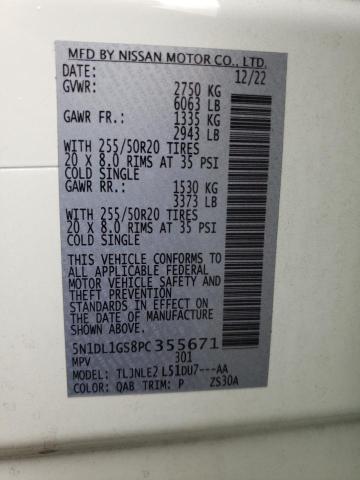 MFD BY NISSAN MOTOR CO., LTD.
DATE: 12/22
GVWR: 2750 KG
6063 LB
GAWR FR.: 1335 KG
2943 LB
WITH 255/50R20 TIRES
20 X 8.0 RIMS AT 35 PSI
COLD SINGLE
GAWR RR.: 1530 KG
3373 LB
WITH 255/50R20 TIRES
20 X 8.0 RIMS AT 35 PSI
COLD SINGLE
THIS VEHICLE CONFORMS TO
ALL APPLICABLE FEDERAL
MOTOR VEHICLE SAFETY
STANDARDS IN EFFECT ON
THE DATE OF MANUFACTURE
SHOWN ABOVE.
5N1DL1GS8PC355671
MPV 301
MODEL: TLJNLE2 L51DU7---AA
COLOR: QAB TRIM: P ZS30A